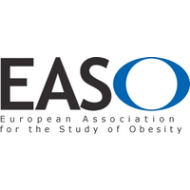 EASO
European Association
for the Study of Obesity